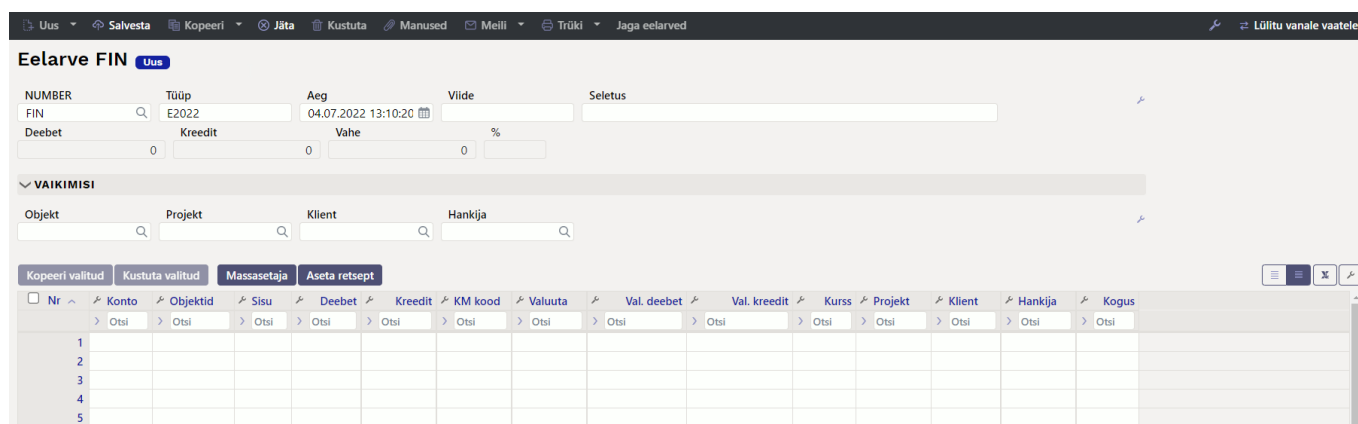 Uus Salvesta Kopeeri Jäta Kustuta Manused Meili Trüki Jaga eelarved Lülitu vanale vaatele
Eelarve FIN Uus
NUMBER Tüüp Aeg Viide Seletus
FIN E2022 04.07.2022 13:10:20
Deebet Kreedit Vahe %
0 0 0
VAIKIMISI
Objekt Projekt Klient Hankija
Kopeeri valitud Kustuta valitud Massasetaja Aseta retsept
Nr Konto Objektid Sisu Deebet Kreedit KM kood Valuuta Val. deebet Val. kreedit Kurss Projekt Klient Hankija Kogus
> Otsi > Otsi > Otsi > Otsi > Otsi > Otsi > Otsi > Otsi > Otsi > Otsi > Otsi > Otsi > Otsi > Otsi
1
2
3
4
5